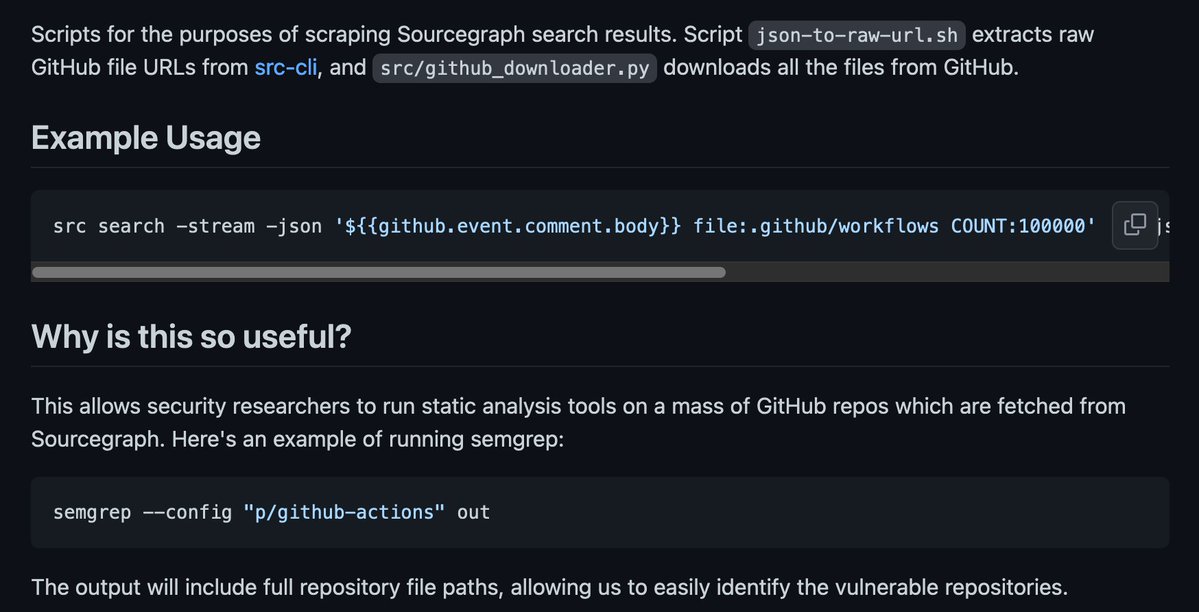 Scripts for the purposes of scraping Sourcegraph search results. Script json-to-raw-url.sh extracts raw
GitHub file URLs from src-cli, and src/github_downloader.py downloads all the files from GitHub.
Example Usage
src search -stream -json '${{github.event.comment.body}} file:.github/workflows COUNT:100000'
Why is this so useful?
This allows security researchers to run static analysis tools on a mass of GitHub repos which are fetched from
Sourcegraph. Here's an example of running semgrep:
semgrep --config "p/github-actions" out
The output will include full repository file paths, allowing us to easily identify the vulnerable repositories.